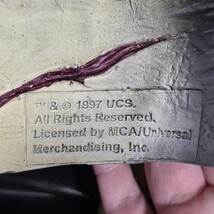 TM & © 1997 UCS.
All Rights Reserved.
Licensed by MCA/Universal
Merchandising, Inc.